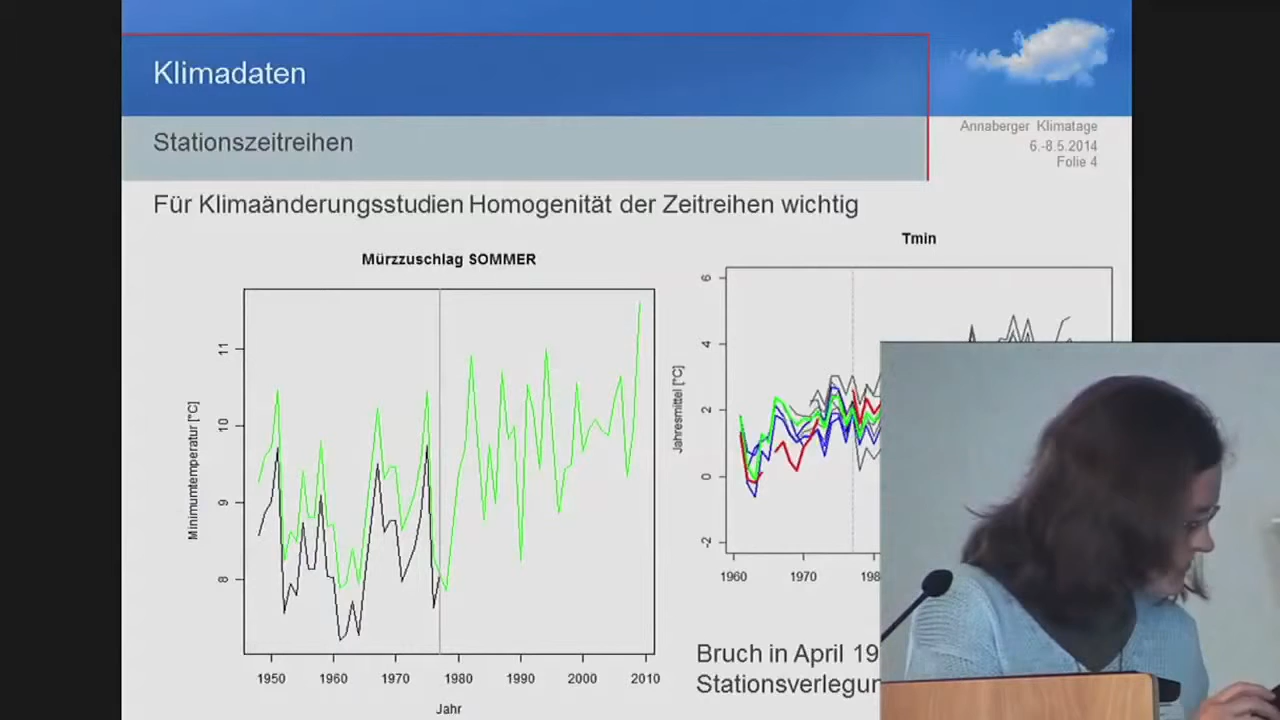 Klimadaten
Stationszeitreihen
Annaberger Klimatage
6.-8.5.2014
Folie 4
Für Klimaänderungsstudien Homogenität der Zeitreihen wichtig
Mürzzuschlag SOMMER
Minimumtemperatur [°C]
11
10
9
8
1950 1960 1970 1980 1990 2000 2010
Jahr
Tmin
Jahresmittel [°C]
6
4
2
0
-2
1960 1970 198
Bruch in April 19
Stationsverlegun